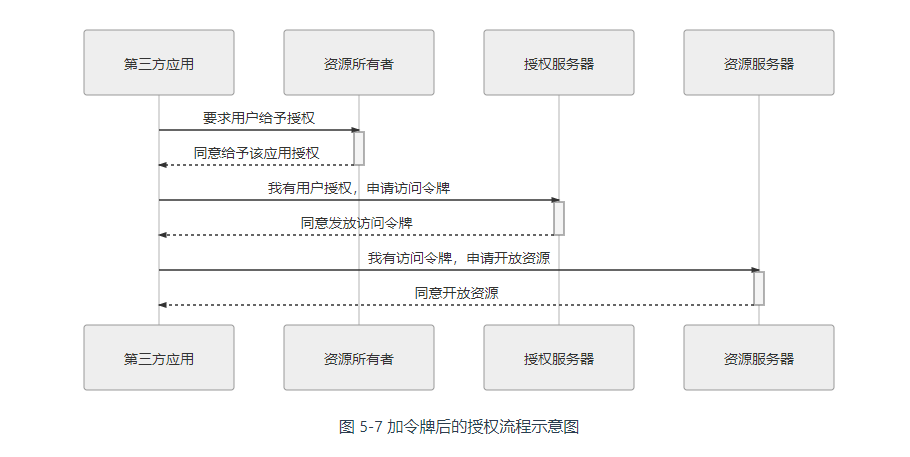 第三方应用 资源所有者 授权服务器 资源服务器
要求用户给予授权
同意给予该应用授权
我有用户授权，申请访问令牌
同意发放访问令牌
我有访问令牌，申请开放资源
同意开放资源
第三方应用 资源所有者 授权服务器 资源服务器
图 5-7 加令牌后的授权流程示意图